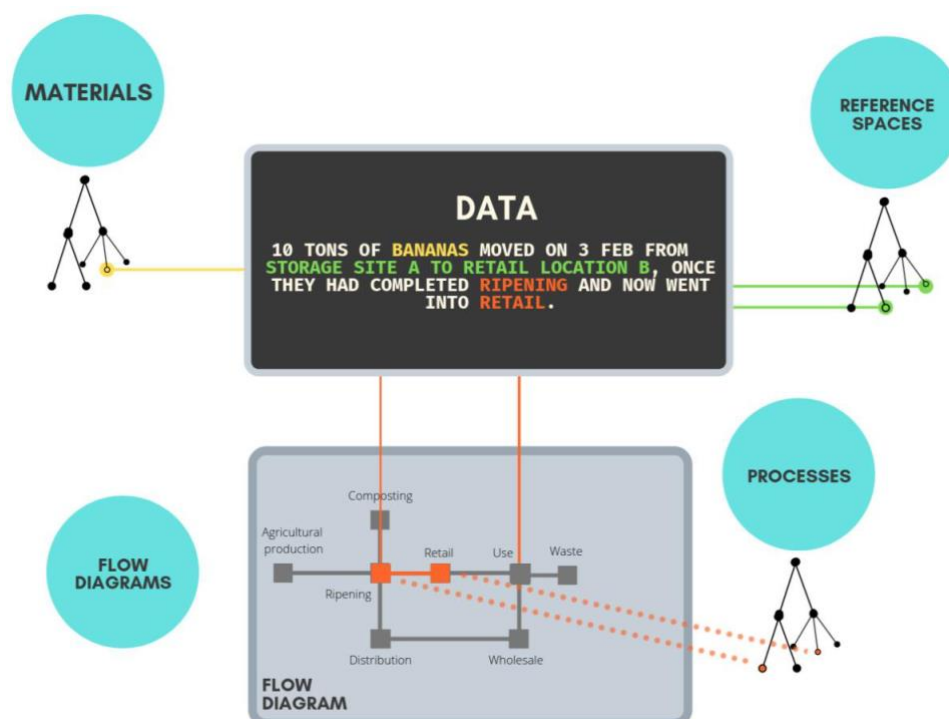 MATERIALS
REFERENCE
SPACES
DATA
10 TONS OF BANANAS MOVED ON 3 FEB FROM
STORAGE SITE A TO RETAIL LOCATION B, ONCE
THEY HAD COMPLETED RIPENING AND NOW WENT
INTO RETAIL.
PROCESSES
FLOW
DIAGRAMS
Composting
Agricultural
production
Retail
Use
Waste
Ripening
Distribution
Wholesale
FLOW
DIAGRAM